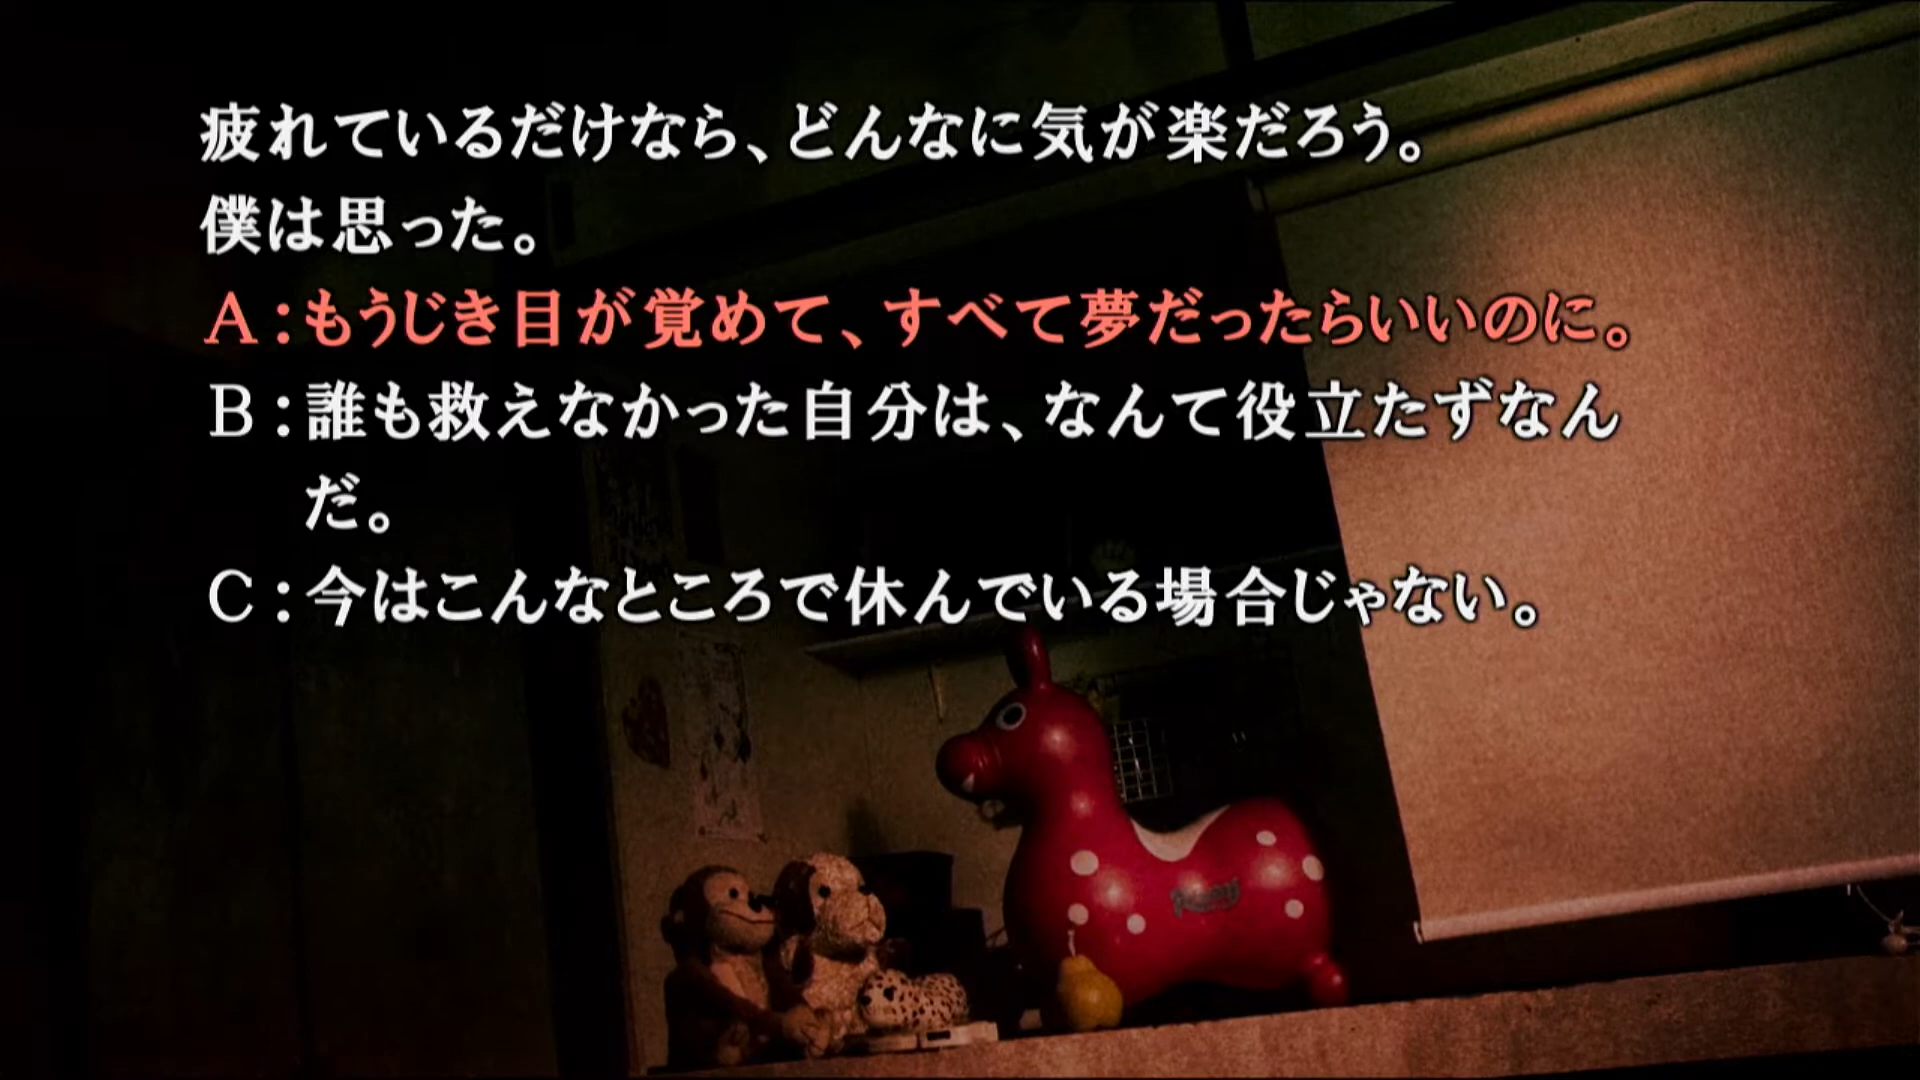 疲れているだけなら、どんなに気が楽だろう。
僕は思った。
A：もうじき目が覚めて、すべて夢だったらいいのに。
B：誰も救えなかった自分は、なんて役立たずなん
だ。
C：今はこんなところで休んでいる場合じゃない。